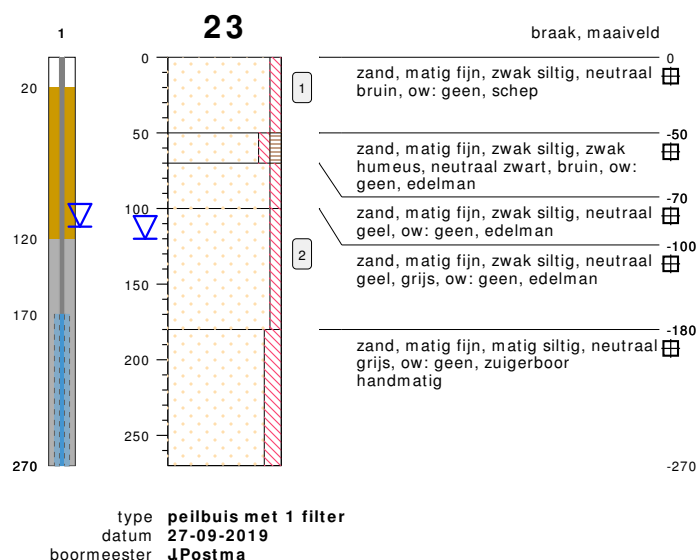 23
1
braak, maaiveld
0
0
zand, matig fijn, zwak siltig, neutraal
bruin, ow: geen, schep
20
1
50
-50
zand, matig fijn, zwak siltig, zwak
humeus, neutraal zwart, bruin, ow:
geen, edelman
-70
100
zand, matig fijn, zwak siltig, neutraal
geel, ow: geen, edelman
120
-100
2
zand, matig fijn, zwak siltig, neutraal
geel, grijs, ow: geen, edelman
150
170
-180
zand, matig fijn, matig siltig, neutraal
grijs, ow: geen, zuigerboor
handmatig
200
250
270
-270
type peilbuis met 1 filter
datum 27-09-2019
boormeester J.Postma